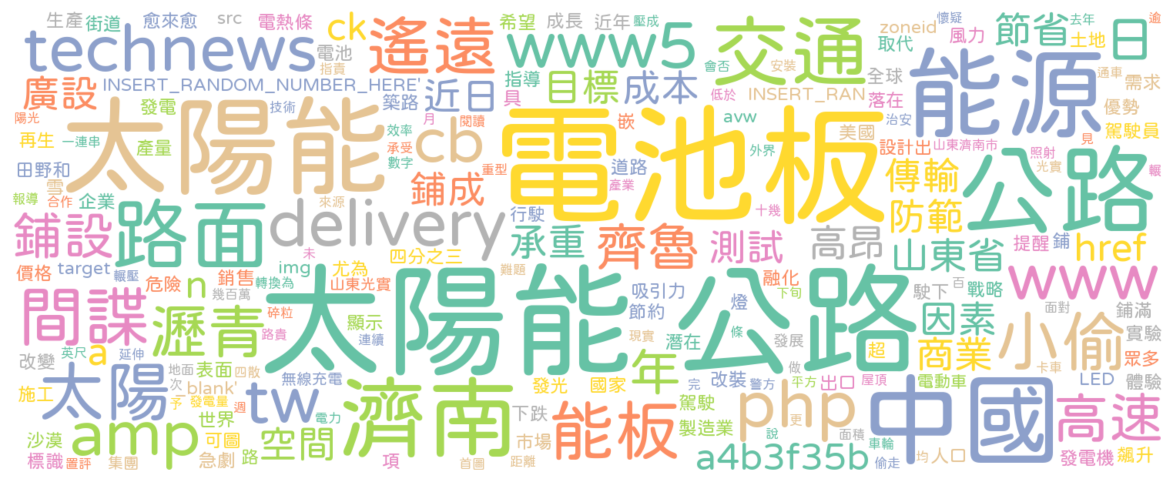 生產 街道 愈來愈 src 電熱條 ck 遙遠 希望 成長 近年 壓成 交通 zoneid 懷疑 去年 逾
technews 電池 指責 www5 會否 安裝 取代 風力 節省 土地 日
廣設 INSERT_RANDOM_NUMBER_HERE' 近日 指導 目標 成本 低於 INSERT_RAN 全球 能源 通車 需求
陽光 發電 技術 築路 具 落在 優勢
再生 一連串 太陽能 產量 效率 承受 數字 月 閱讀 cb 電池板 嵌 avw 美國 治安 駕駛員
田野和 外界 設計出 山東濟南市 見
雪 重型 道路 產業 傳輸 照射 光實 輾
報導 合作 企業 路面 來源 delivery 鋪成 行駛 十幾 防範 公路
鋪設 未 四分之三 承重 齊魯 測試 高昂 山東省 提醒 鋪 href
價格 target 輾壓 危險 銷售 轉換為 img 尤為 難題 融化 www
間諜 n 幾百萬 山東光實 太陽能 公路 吸引力 燈 下旬 駛下 百 戰略 面對 鋪滿
瀝青 碎粒 顯示 節約 潛在 因素 小偷 實驗
改變 英尺 延伸 a 路貴 連續 現實 條 發展 超 商業 眾多
施工 太陽 地面 表面 四散 無線充電 發光 國家 年 改裝 做 完 警方 平方 出口 屋頂 電動車 卡車 LED 體驗
次 blank' tw 濟南 php 中國 高速
予 發電量 週 電力 下跌 能板 駕駛 更 說 面積 車輪
沙漠 amp 世界 可圖 空間 市場 製造業
標識 置評 集團 急劇 路 項 首圖 距離 a4b3f35b 偷走 均 人口 發電機 飆升